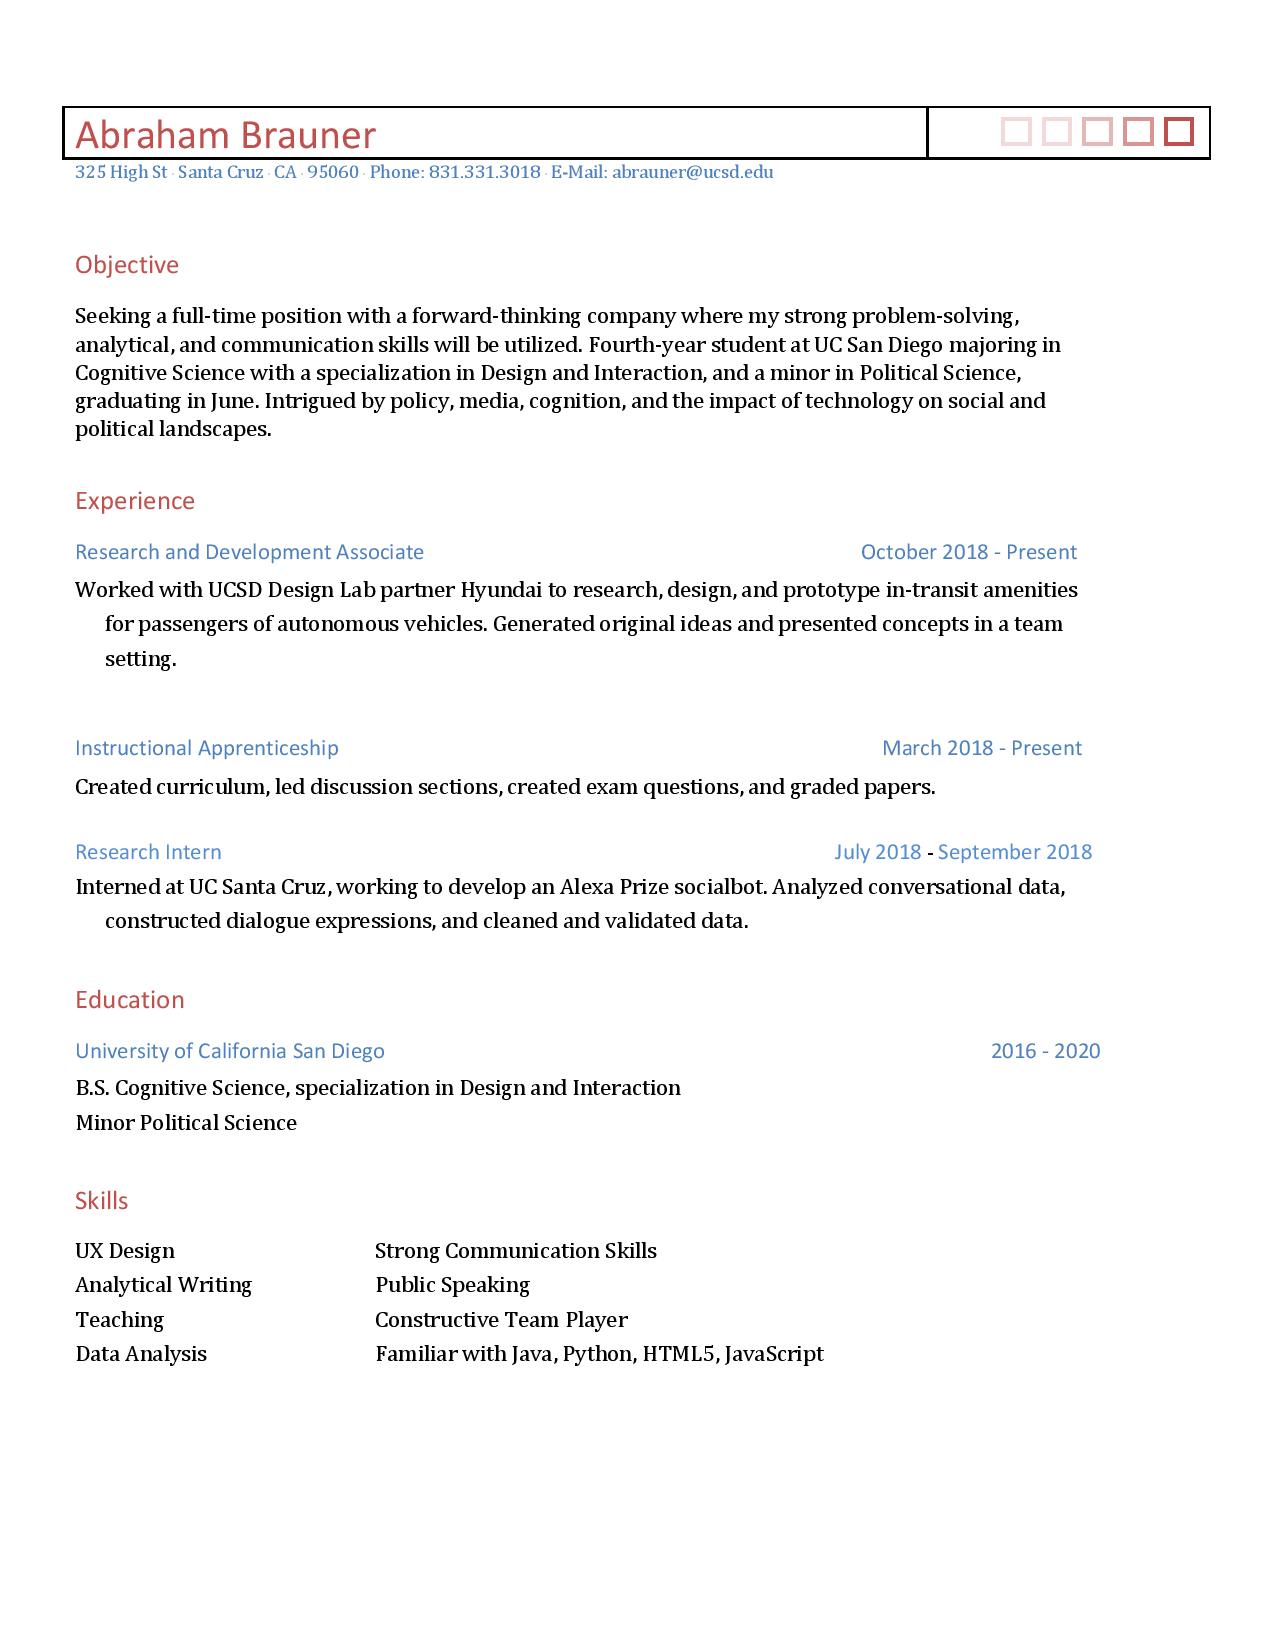 Abraham Brauner
325 High St · Santa Cruz · CA · 95060 · Phone: 831.331.3018 · E-Mail: abrauner@ucsd.edu
Objective
Seeking a full-time position with a forward-thinking company where my strong problem-solving,
analytical, and communication skills will be utilized. Fourth-year student at UC San Diego majoring in
Cognitive Science with a specialization in Design and Interaction, and a minor in Political Science,
graduating in June. Intrigued by policy, media, cognition, and the impact of technology on social and
political landscapes.
Experience
Research and Development Associate October 2018 - Present
Worked with UCSD Design Lab partner Hyundai to research, design, and prototype in-transit amenities
for passengers of autonomous vehicles. Generated original ideas and presented concepts in a team
setting.
Instructional Apprenticeship March 2018 - Present
Created curriculum, led discussion sections, created exam questions, and graded papers.
Research Intern July 2018 - September 2018
Interned at UC Santa Cruz, working to develop an Alexa Prize socialbot. Analyzed conversational data,
constructed dialogue expressions, and cleaned and validated data.
Education
University of California San Diego 2016 - 2020
B.S. Cognitive Science, specialization in Design and Interaction
Minor Political Science
Skills
UX Design Strong Communication Skills
Analytical Writing Public Speaking
Teaching Constructive Team Player
Data Analysis Familiar with Java, Python, HTML5, JavaScript